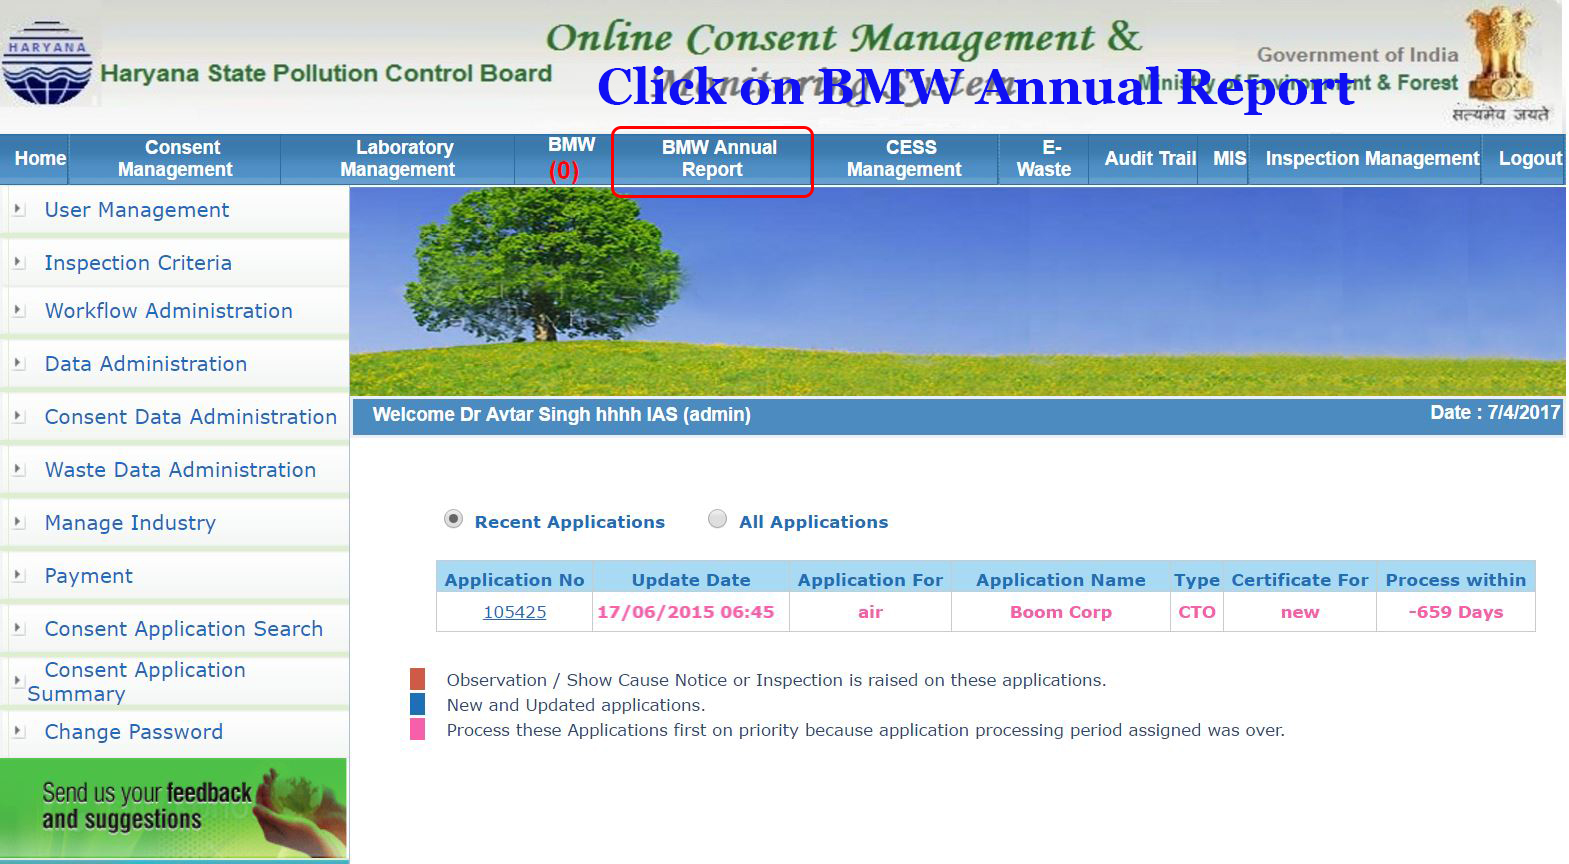 HARYANA
Haryana State Pollution Control Board
Online Consent Management &
Monitoring System
Government of India
Ministry of Environment & Forest
सत्यमेव जयते
Click on BMW Annual Report
Home
Consent
Management
Laboratory
Management
BMW
(0)
BMW Annual
Report
CESS
Management
E-
Waste
Audit Trail
MIS
Inspection Management
Logout
User Management
Inspection Criteria
Workflow Administration
Data Administration
Consent Data Administration
Waste Data Administration
Manage Industry
Payment
Consent Application Search
Consent Application
Summary
Change Password
Send us your feedback
and suggestions
Welcome Dr Avtar Singh hhhh IAS (admin)
Date : 7/4/2017
Recent Applications
All Applications
Application No Update Date Application For Application Name Type Certificate For Process within
105425 17/06/2015 06:45 air Boom Corp CTO new -659 Days
Observation / Show Cause Notice or Inspection is raised on these applications.
New and Updated applications.
Process these Applications first on priority because application processing period assigned was over.